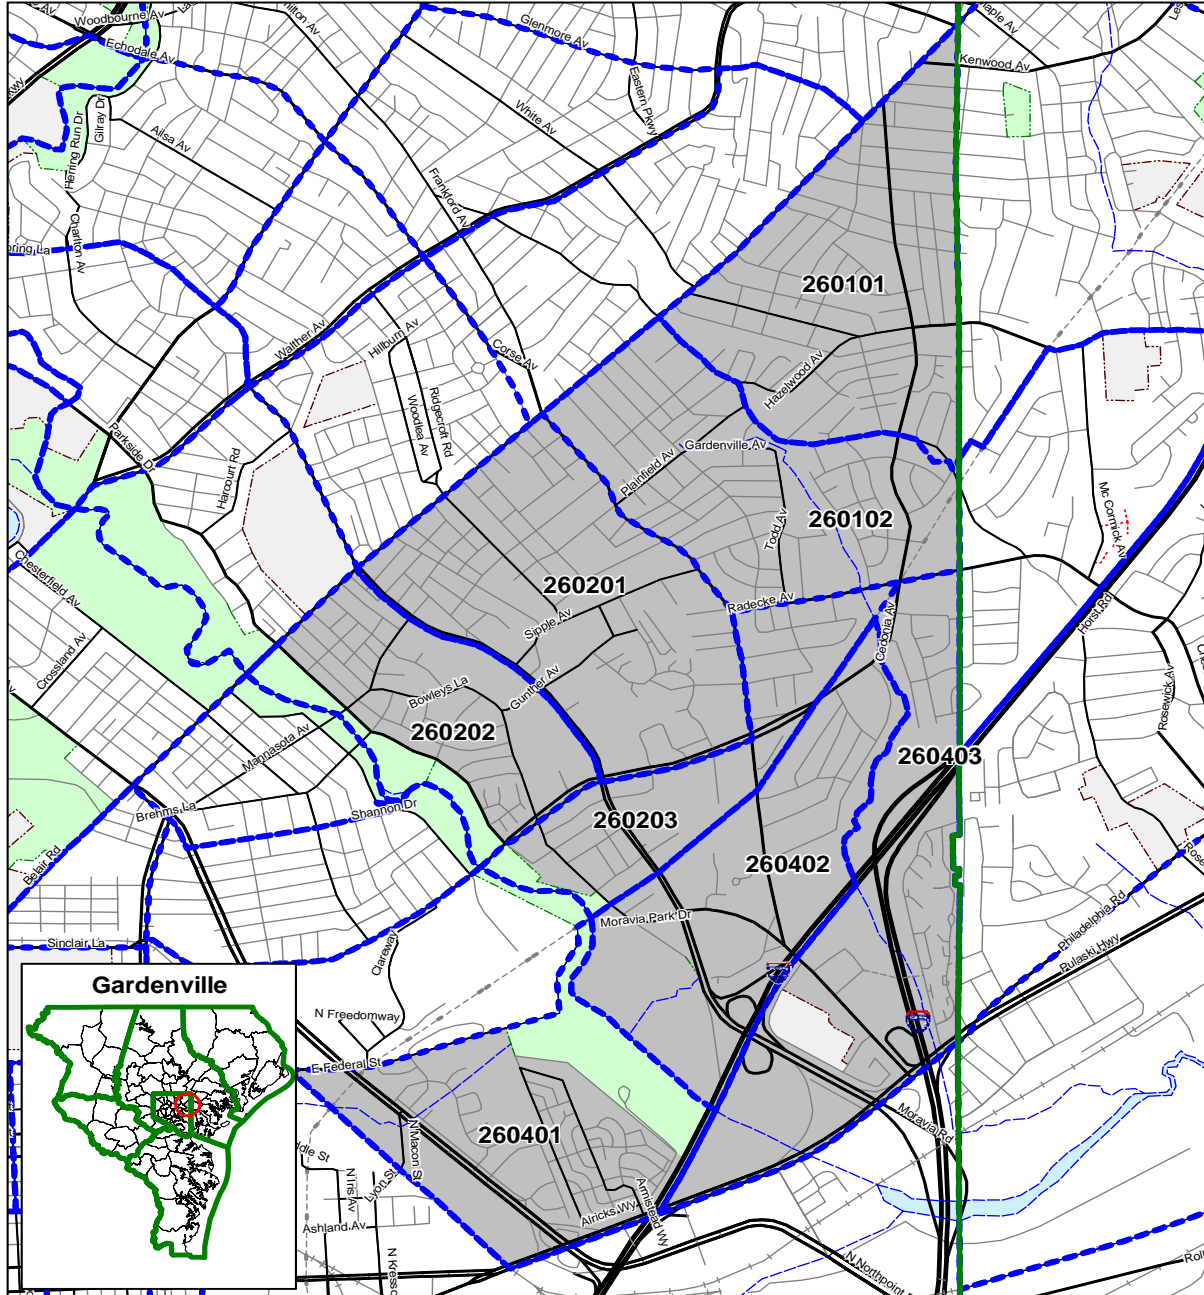 Woodbourne Av
Echodale Av
Glenmore Av
Kenwood Av
Eastern Pkwy
White Av
Gilray Dr
Herring Run Dr
Ailsa Av
Frankford Av
Charlton Av
260101
Walther Av
Hillburn Av
Corse Av
Hazelwood Av
Ridgecroft Rd
Woodlea Av
Parkside Dr
Harcourt Rd
Gardenville Av
Plainfield Av
Todd Av
260102
Mc Cormick Av
Chesterfield Av
260201
Radecke Av
Horst Rd
Sipple Av
Cedonia Av
Crossland Av
Gunther Av
Bowleys La
Rosewick Av
260202
Mannasota Av
260403
Brehms La
Shannon Dr
260203
260402
Belair Rd
Moravia Park Dr
Philadelphia Rd
Sinclair La
Clareway
Pulaski Hwy
Gardenville
N Freedomway
E Federal St
Moravia Rd
260401
N Macon St
Lyon St
N Iris Av
Armistead Wy
Alricks Wy
Ashland Av